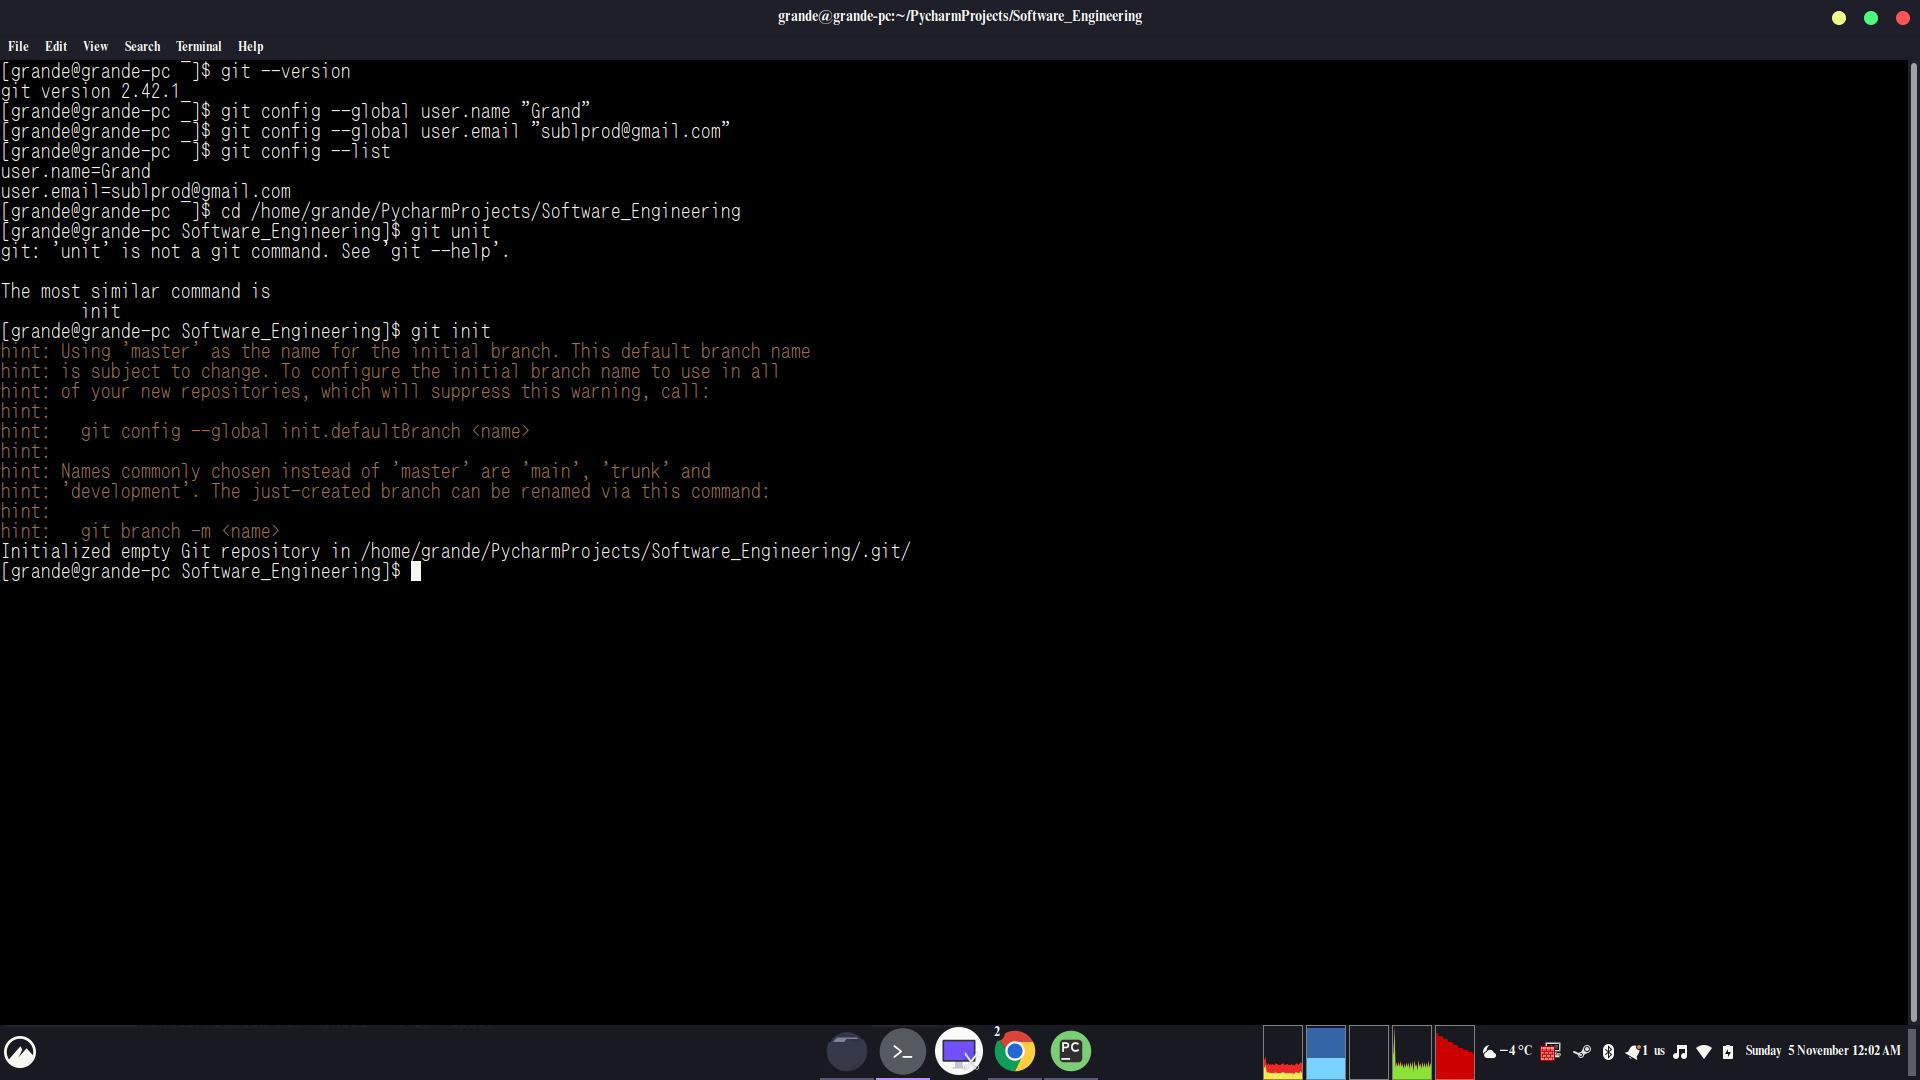 grande@grande-pc:~/PycharmProjects/Software_Engineering
File Edit View Search Terminal Help
[grande@grande-pc ~]$ git --version
git version 2.42.1
[grande@grande-pc ~]$ git config --global user.name "Grand"
[grande@grande-pc ~]$ git config --global user.email "sublprod@gmail.com"
[grande@grande-pc ~]$ git config --list
user.name=Grand
user.email=sublprod@gmail.com
[grande@grande-pc ~]$ cd /home/grande/PycharmProjects/Software_Engineering
[grande@grande-pc Software_Engineering]$ git unit
git: 'unit' is not a git command. See 'git --help'.
The most similar command is
init
[grande@grande-pc Software_Engineering]$ git init
hint: Using 'master' as the name for the initial branch. This default branch name
hint: is subject to change. To configure the initial branch name to use in all
hint: of your new repositories, which will suppress this warning, call:
hint:
hint: git config --global init.defaultBranch <name>
hint:
hint: Names commonly chosen instead of 'master' are 'main', 'trunk' and
hint: 'development'. The just-created branch can be renamed via this command:
hint:
hint: git branch -m <name>
Initialized empty Git repository in /home/grande/PycharmProjects/Software_Engineering/.git/
[grande@grande-pc Software_Engineering]$
2
PC
-4 °C 1 us Sunday 5 November 12:02 AM